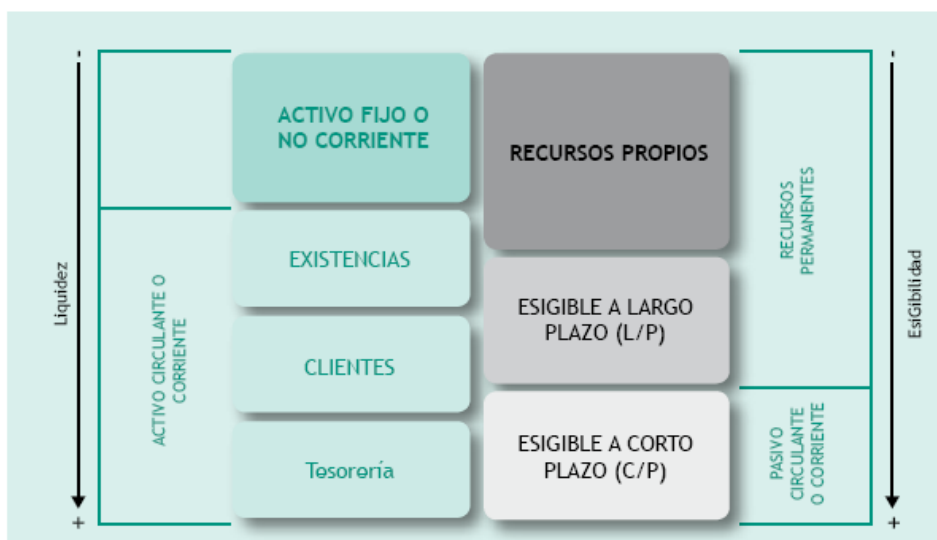 -
-
ACTIVO FIJO O
NO CORRIENTE
RECURSOS PROPIOS
RECURSOS
PERMANENTES
EXISTENCIAS
Liquidez
EsiGibilidad
ACTIVO CIRCULANTE O
CORRIENTE
ESIGIBLE A LARGO
PLAZO (L/P)
CLIENTES
ESIGIBLE A CORTO
PLAZO (C/P)
Tesorería
PASIVO
CIRCULANTE
O CORRIENTE
+
+